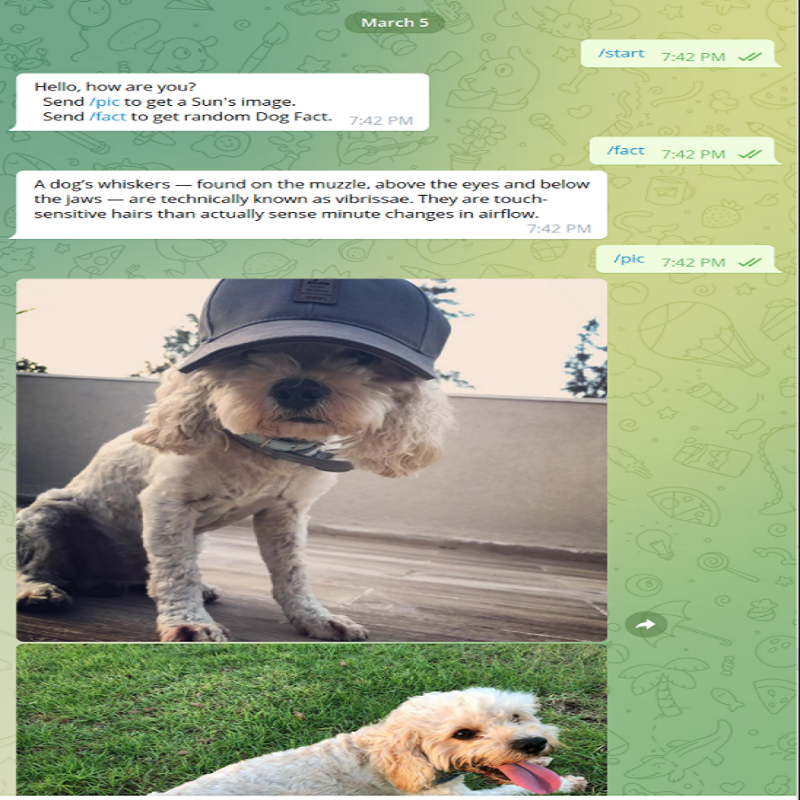 March 5
/start 7:42 PM
Hello, how are you?
Send /pic to get a Sun's image.
Send /fact to get random Dog Fact. 7:42 PM
/fact 7:42 PM
A dog's whiskers — found on the muzzle, above the eyes and below
the jaws — are technically known as vibrissae. They are touch-
sensitive hairs than actually sense minute changes in airflow.
7:42 PM
/pic 7:42 PM